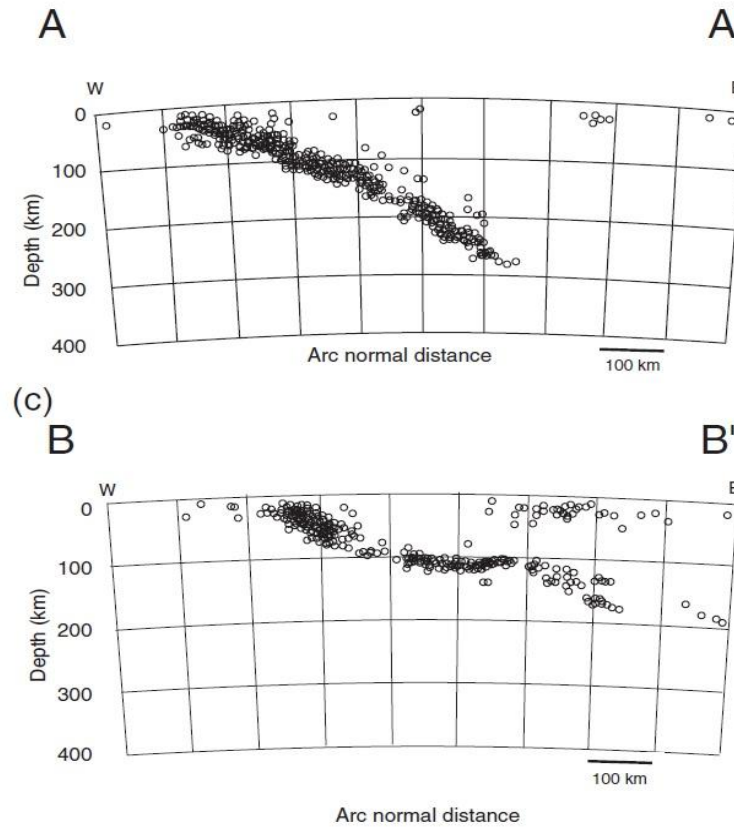 A A
W
0
100
200
300
400
Depth (km)
Arc normal distance
100 km
(c)
B B'
W
0
100
200
300
400
Depth (km)
100 km
Arc normal distance